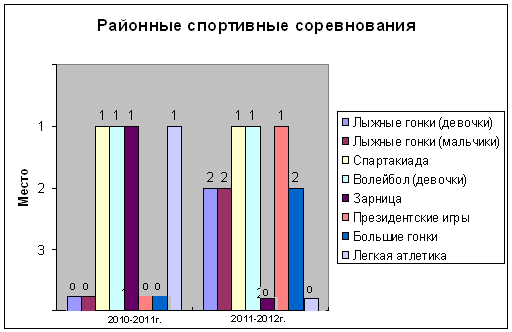 Районные спортивные соревнования
Место
1
2
3
0 0 1 1 1 0 0 1
2 2 1 1 0 1 2 0
2010-2011г.
2011-2012г.
Лыжные гонки (девочки)
Лыжные гонки (мальчики)
Спартакиада
Волейбол (девочки)
Зарница
Президентские игры
Большие гонки
Легкая атлетика